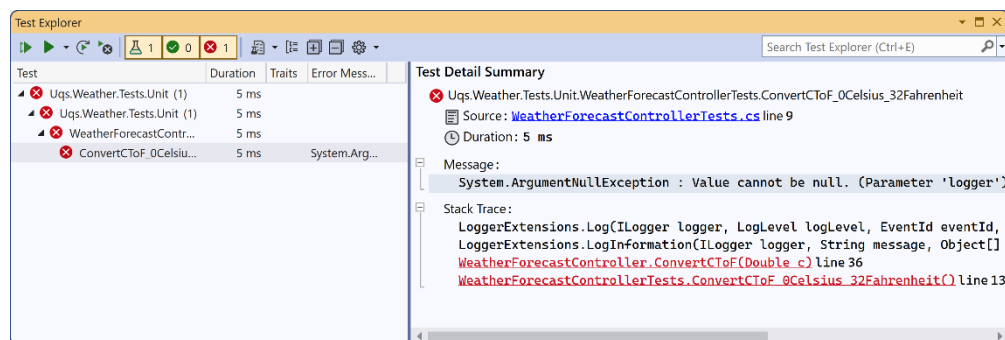 Test Explorer
1 0 1
Search Test Explorer (Ctrl+E)
Test Duration Traits Error Mess...
Uqs.Weather.Tests.Unit (1) 5 ms
Uqs.Weather.Tests.Unit (1) 5 ms
WeatherForecastContr... 5 ms
ConvertCToF_0Celsiu... 5 ms System.Arg...
Test Detail Summary
Uqs.Weather.Tests.Unit.WeatherForecastControllerTests.ConvertCToF_0Celsius_32Fahrenheit
Source: WeatherForecastControllerTests.cs line 9
Duration: 5 ms
Message:
System.ArgumentNullException : Value cannot be null. (Parameter 'logger')
Stack Trace:
LoggerExtensions.Log(ILogger logger, LogLevel logLevel, EventId eventId,
LoggerExtensions.LogInformation(ILogger logger, String message, Object[]
WeatherForecastController.ConvertCToF(Double c) line 36
WeatherForecastControllerTests.ConvertCToF_0Celsius_32Fahrenheit() line 13